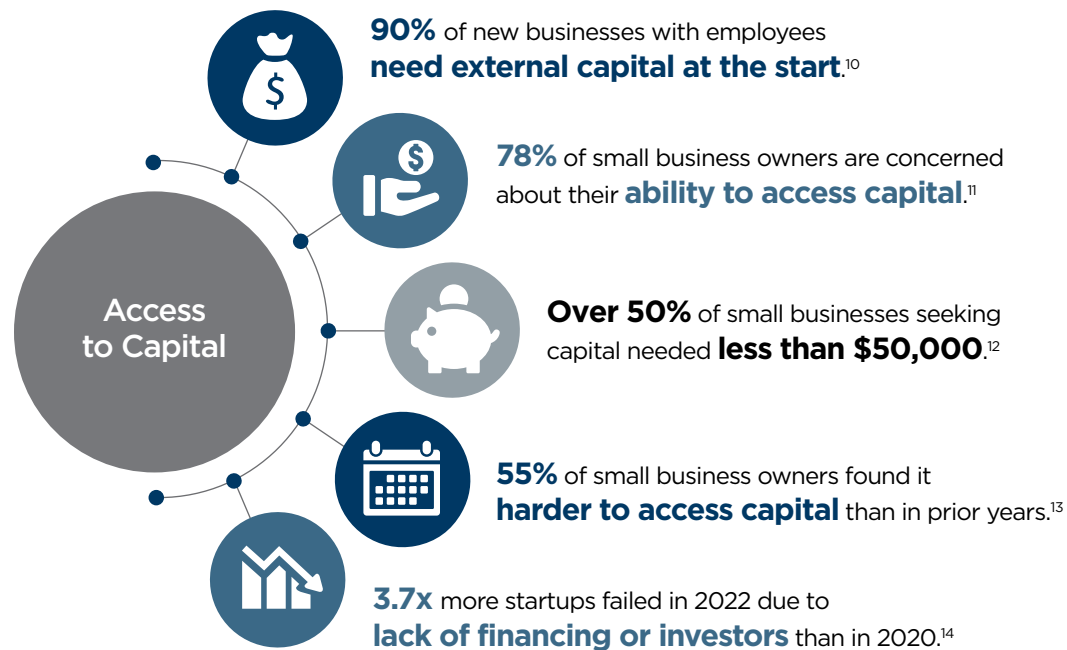 90% of new businesses with employees
need external capital at the start.¹⁰
$
78% of small business owners are concerned
about their ability to access capital.¹¹
$
Access
to Capital
Over 50% of small businesses seeking
capital needed less than $50,000.¹²
55% of small business owners found it
harder to access capital than in prior years.¹³
3.7x more startups failed in 2022 due to
lack of financing or investors than in 2020.¹⁴